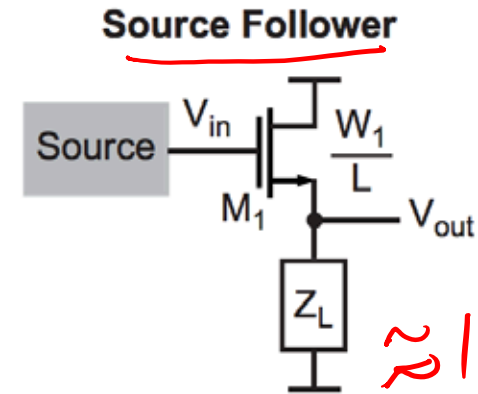 Source Follower
Source
V_in
W_1
L
M_1
V_out
Z_L
≈1